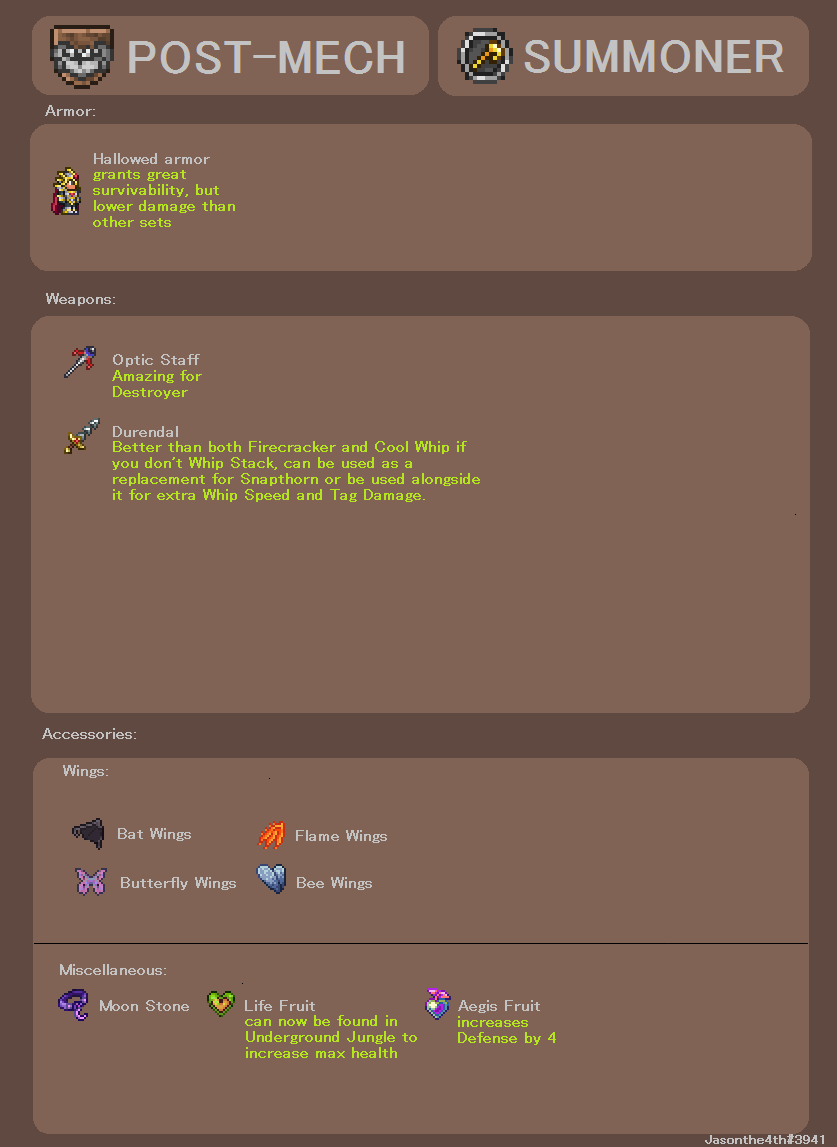 POST-MECH
SUMMONER
Armor:
Hallowed armor
grants great
survivability, but
lower damage than
other sets
Weapons:
Optic Staff
Amazing for
Destroyer
Durendal
Better than both Firecracker and Cool Whip if
you don't Whip Stack, can be used as a
replacement for Snapthorn or be used alongside
it for extra Whip Speed and Tag Damage.
Accessories:
Wings:
Bat Wings
Flame Wings
Butterfly Wings
Bee Wings
Miscellaneous:
Moon Stone
Life Fruit
can now be found in
Underground Jungle to
increase max health
Aegis Fruit
increases
Defense by 4
Jasonthe4th#3941